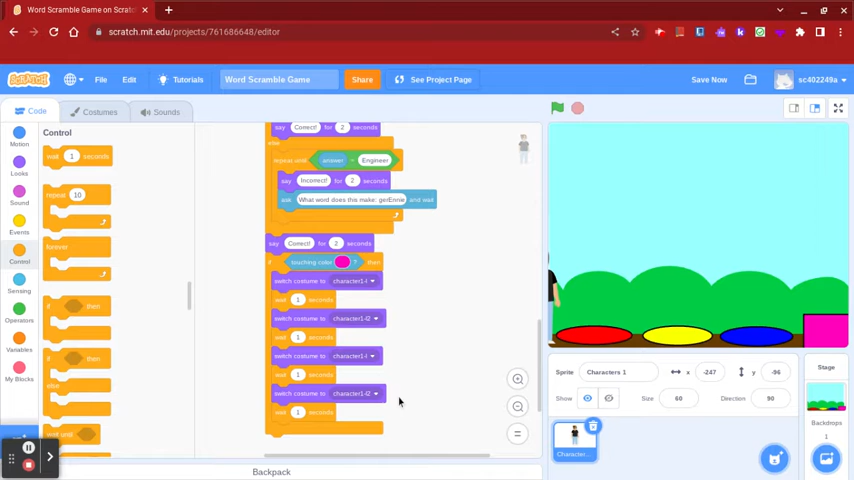 Word Scramble Game on Scratch
scratch.mit.edu/projects/761686648/editor
SCRATCH File Edit Tutorials Word Scramble Game Share See Project Page Save Now sc402249a
Code Costumes Sounds
Motion
Looks
Sound
Events
Control
Sensing
Operators
Variables
My Blocks
Control
wait 1 seconds
repeat 10
forever
if then
if then
else
wait until
say Correct! for 2 seconds
else
repeat until answer = Engineer
say Incorrect! for 2 seconds
ask What word does this make: gerEnnie and wait
say Correct! for 2 seconds
if touching color ? then
switch costume to character1-l
wait 1 seconds
switch costume to character1-l2
wait 1 seconds
switch costume to character1-l
wait 1 seconds
switch costume to character1-l2
wait 1 seconds
Backpack
Sprite Characters 1 x -247 y -96
Show Size 60 Direction 90
Character...
Stage
Backdrops
1